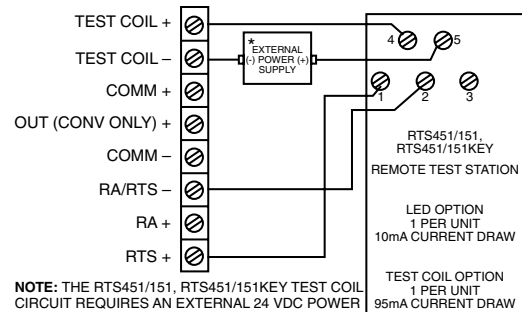 TEST COIL +
TEST COIL –
COMM +
OUT (CONV ONLY) +
COMM –
RA/RTS –
RA +
RTS +
*
EXTERNAL
(-) POWER (+)
SUPPLY
4
5
1
2
3
RTS451/151,
RTS451/151KEY
REMOTE TEST STATION
LED OPTION
1 PER UNIT
10mA CURRENT DRAW
TEST COIL OPTION
1 PER UNIT
95mA CURRENT DRAW
NOTE: THE RTS451/151, RTS451/151KEY TEST COIL
CIRCUIT REQUIRES AN EXTERNAL 24 VDC POWER